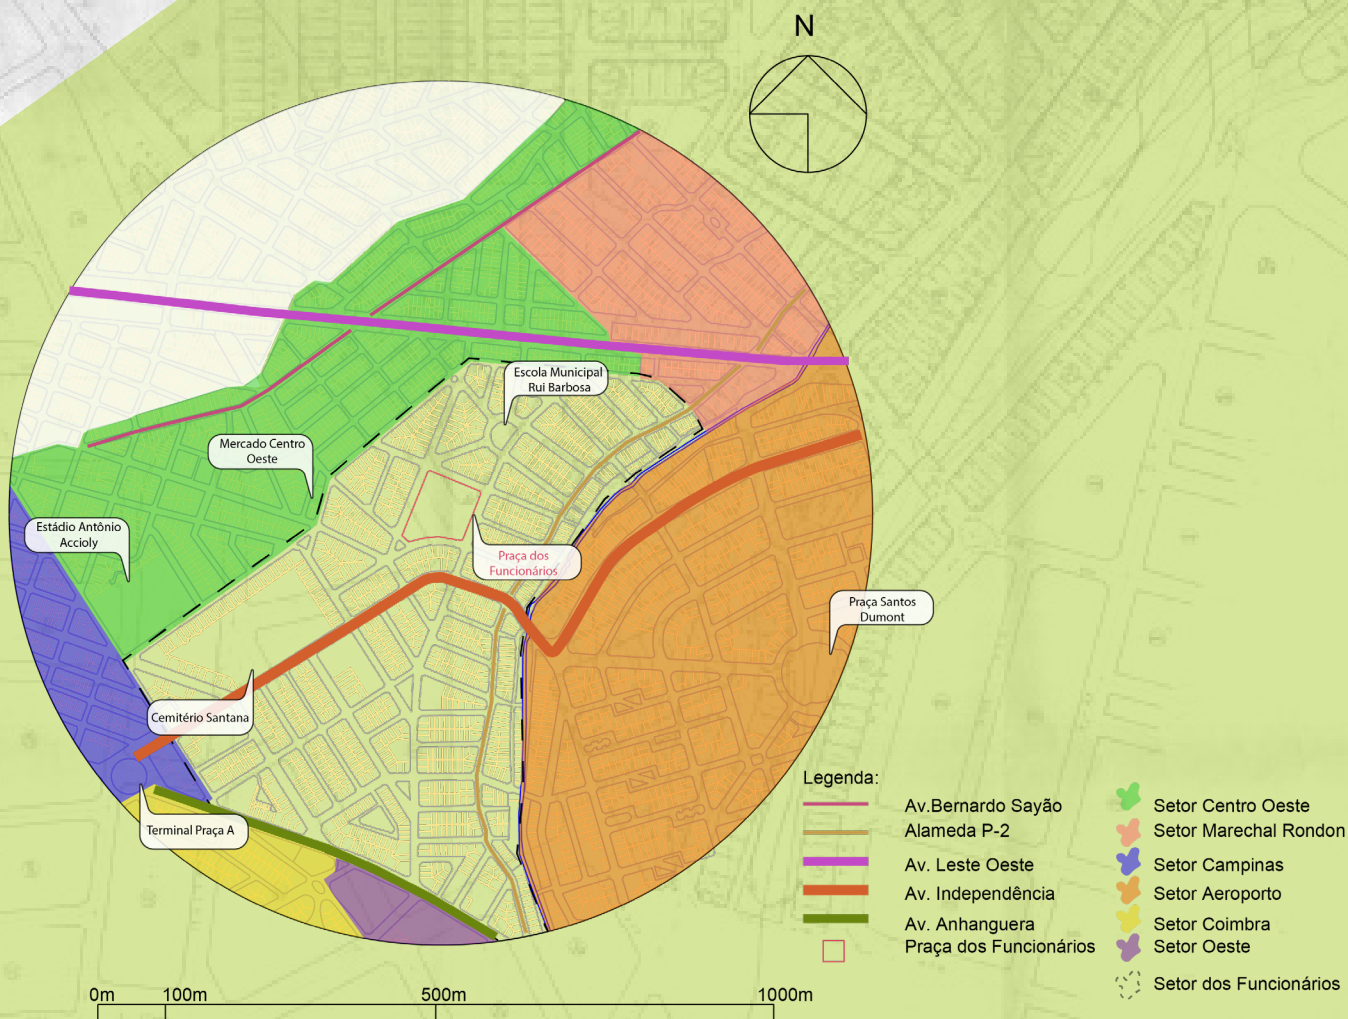 N
Escola Municipal
Rui Barbosa
Mercado Centro
Oeste
Estádio Antônio
Accioly
Praça dos
Funcionários
Praça Santos
Dumont
Cemitério Santana
Terminal Praça A
Legenda:
Av.Bernardo Sayão
Alameda P-2
Av. Leste Oeste
Av. Independência
Av. Anhanguera
Praça dos Funcionários
Setor Centro Oeste
Setor Marechal Rondon
Setor Campinas
Setor Aeroporto
Setor Coimbra
Setor Oeste
Setor dos Funcionários
0m 100m 500m 1000m